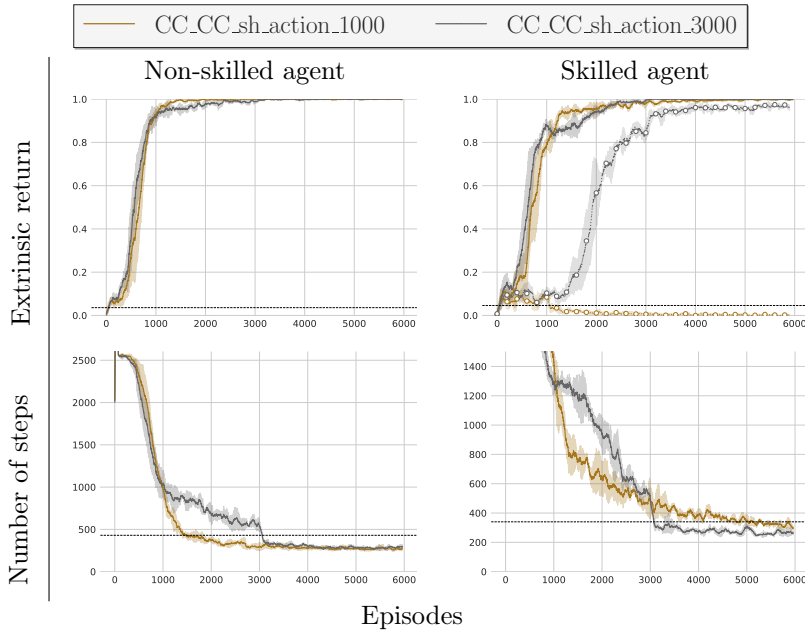 CC_CC_sh_action_1000 CC_CC_sh_action_3000
Non-skilled agent Skilled agent
Extrinsic return
1.0
0.8
0.6
0.4
0.2
0.0
0 1000 2000 3000 4000 5000 6000
1.0
0.8
0.6
0.4
0.2
0.0
0 1000 2000 3000 4000 5000 6000
Number of steps
2500
2000
1500
1000
500
0
0 1000 2000 3000 4000 5000 6000
1400
1200
1000
800
600
400
200
0
0 1000 2000 3000 4000 5000 6000
Episodes